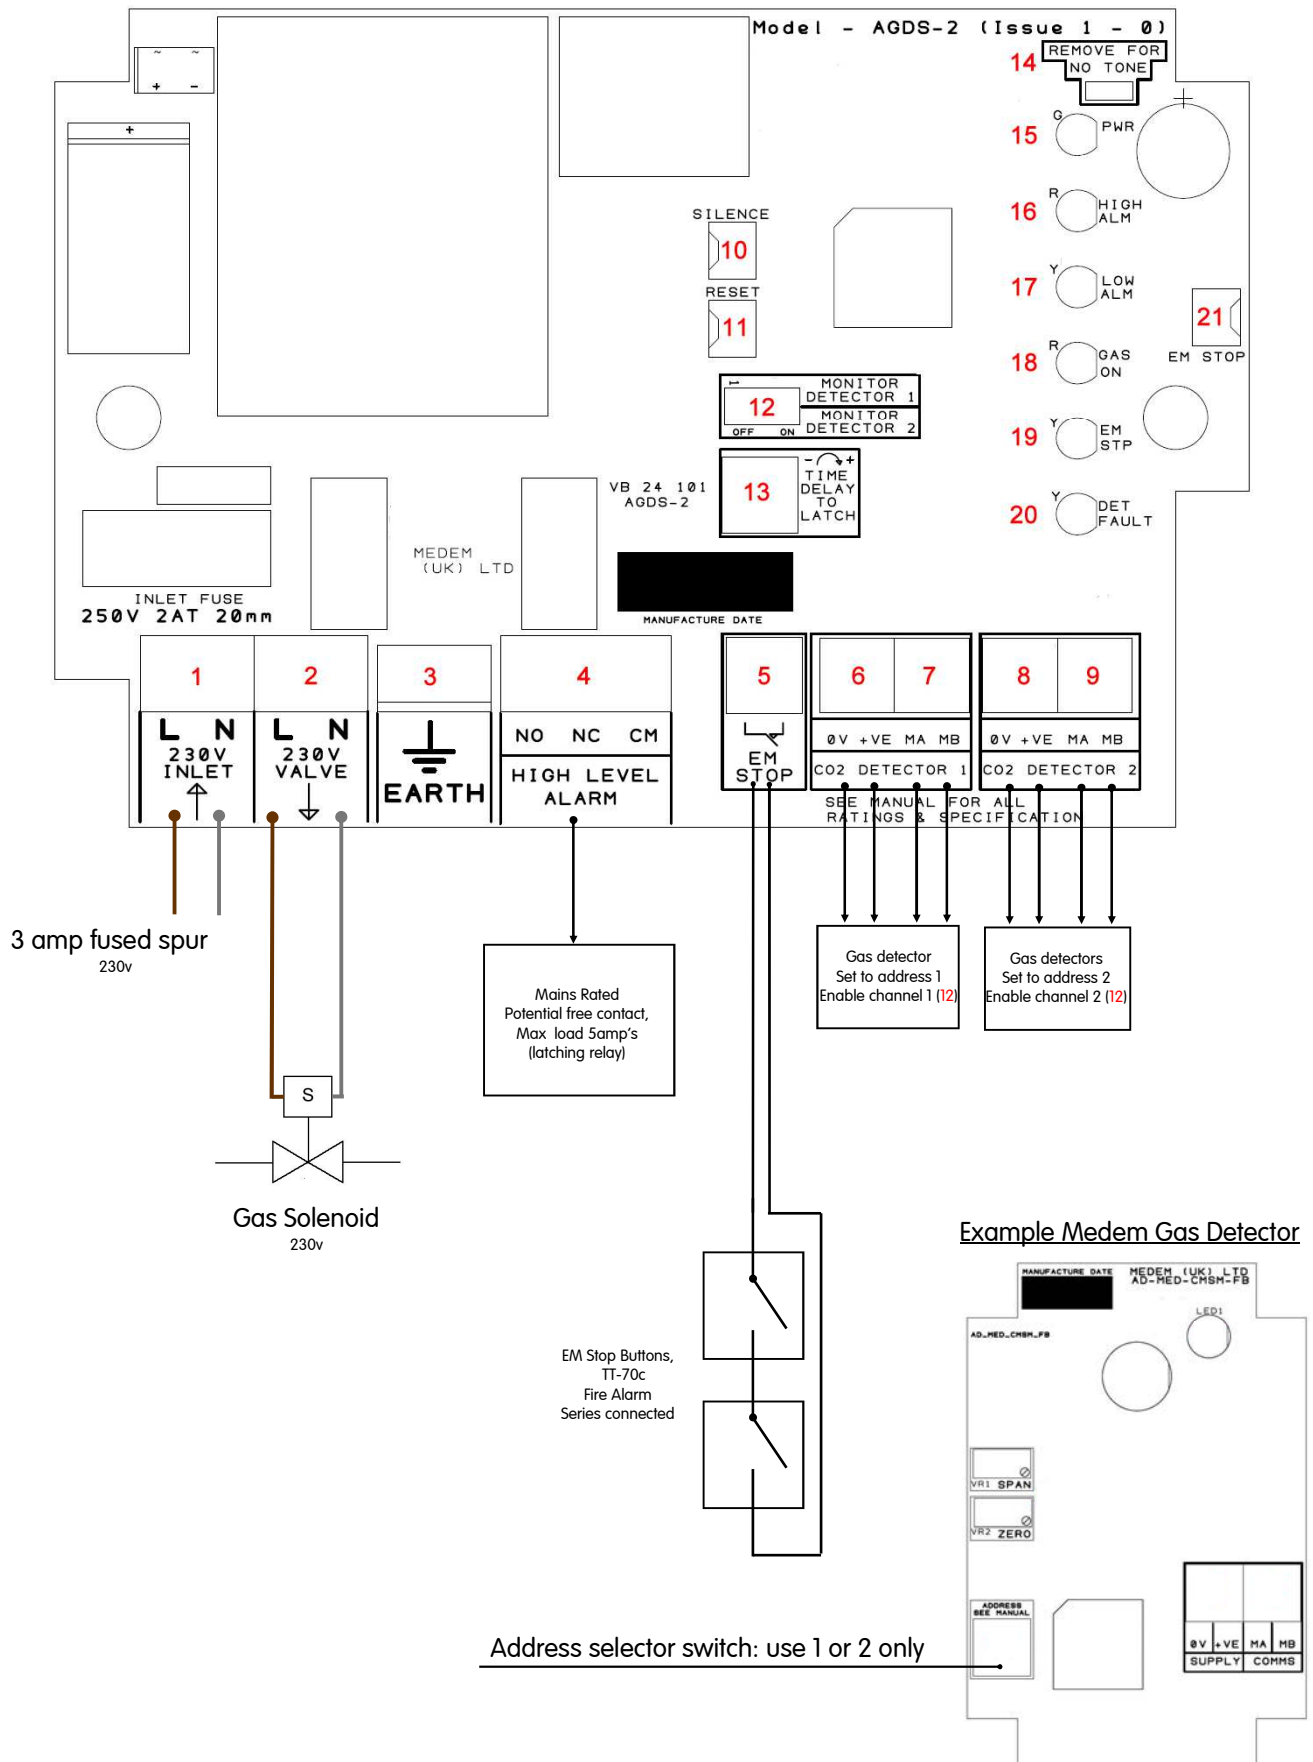 Model - AGDS-2 (Issue 1 - 0)
~ ~
+ -
+
14
REMOVE FOR
NO TONE
15
G
PWR
16
R
HIGH
ALM
17
Y
LOW
ALM
18
R
GAS
ON
19
Y
EM
STP
20
Y
DET
FAULT
21
EM STOP
SILENCE
10
RESET
11
1
12
OFF ON
MONITOR
DETECTOR 1
MONITOR
DETECTOR 2
13
- +
TIME
DELAY
TO
LATCH
VB 24 101
AGDS-2
MEDEM
(UK) LTD
MANUFACTURE DATE
INLET FUSE
250V 2AT 20mm
1
L N
230V
INLET
2
L N
230V
VALVE
3
EARTH
4
NO NC CM
HIGH LEVEL
ALARM
5
EM
STOP
6 7
0V +VE MA MB
CO2 DETECTOR 1
8 9
0V +VE MA MB
CO2 DETECTOR 2
SEE MANUAL FOR ALL
RATINGS & SPECIFICATION
3 amp fused spur
230v
Mains Rated
Potential free contact,
Max load 5amp's
(latching relay)
Gas detector
Set to address 1
Enable channel 1 (12)
Gas detectors
Set to address 2
Enable channel 2 (12)
S
Gas Solenoid
230v
EM Stop Buttons,
TT-70c
Fire Alarm
Series connected
Example Medem Gas Detector
MANUFACTURE DATE
MEDEM (UK) LTD
AD-MED-CMSM-FB
LED1
AD_MED_CMSM_FB
VR1 SPAN
VR2 ZERO
ADDRESS
SEE MANUAL
0V +VE MA MB
SUPPLY COMMS
Address selector switch: use 1 or 2 only